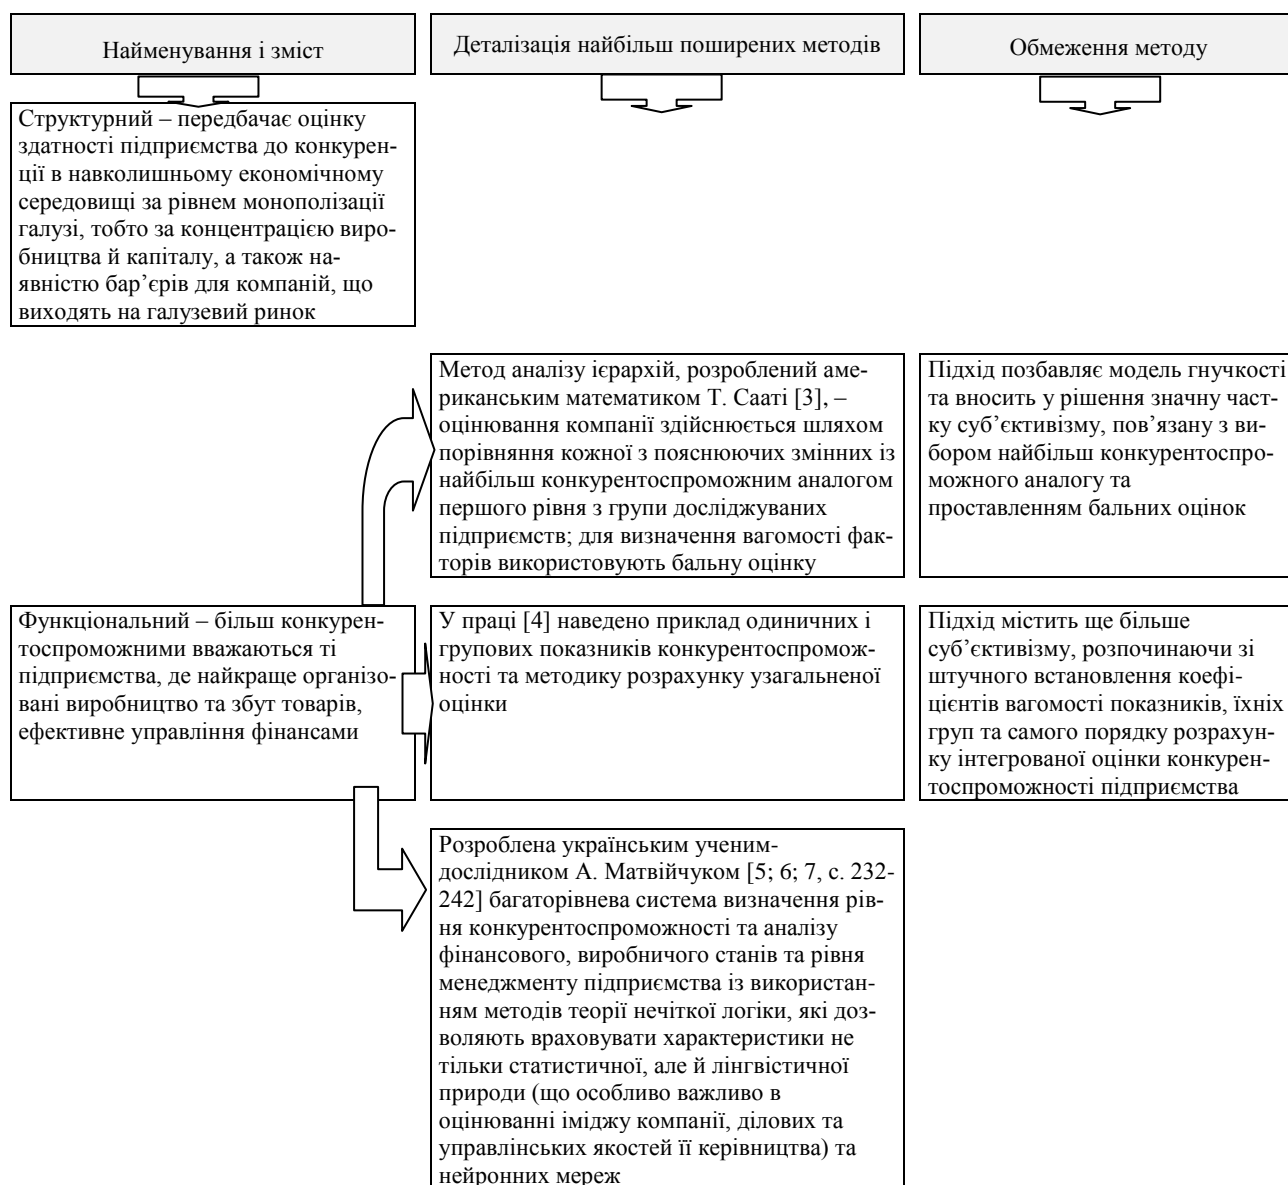 Найменування і зміст
Деталізація найбільш поширених методів
Обмеження методу
Структурний – передбачає оцінку
здатності підприємства до конкурен-
ції в навколишньому економічному
середовищі за рівнем монополізації
галузі, тобто за концентрацією виро-
бництва й капіталу, а також на-
явністю бар’єрів для компаній, що
виходять на галузевий ринок
Метод аналізу ієрархій, розроблений аме-
риканським математиком Т. Сааті [3], –
оцінювання компанії здійснюється шляхом
порівняння кожної з пояснюючих змінних із
найбільш конкурентоспроможним аналогом
першого рівня з групи досліджуваних
підприємств; для визначення вагомості фак-
торів використовують бальну оцінку
Підхід позбавляє модель гнучкості
та вносить у рішення значну част-
ку суб’єктивізму, пов’язану з ви-
бором найбільш конкурентоспро-
можного аналогу та
проставленням бальних оцінок
Функціональний – більш конкурен-
тоспроможними вважаються ті
підприємства, де найкраще організо-
вані виробництво та збут товарів,
ефективне управління фінансами
У праці [4] наведено приклад одиничних і
групових показників конкурентоспромож-
ності та методику розрахунку узагальненої
оцінки
Підхід містить ще більше
суб’єктивізму, розпочинаючи зі
штучного встановлення коефі-
цієнтів вагомості показників, їхніх
груп та самого порядку розрахун-
ку інтегрованої оцінки конкурен-
тоспроможності підприємства
Розроблена українським ученим-
дослідником А. Матвійчуком [5; 6; 7, с. 232-
242] багаторівнева система визначення рів-
ня конкурентоспроможності та аналізу
фінансового, виробничого станів та рівня
менеджменту підприємства із використан-
ням методів теорії нечіткої логіки, які доз-
воляють враховувати характеристики не
тільки статистичної, але й лінгвістичної
природи (що особливо важливо в
оцінюванні іміджу компанії, ділових та
управлінських якостей її керівництва) та
нейронних мереж